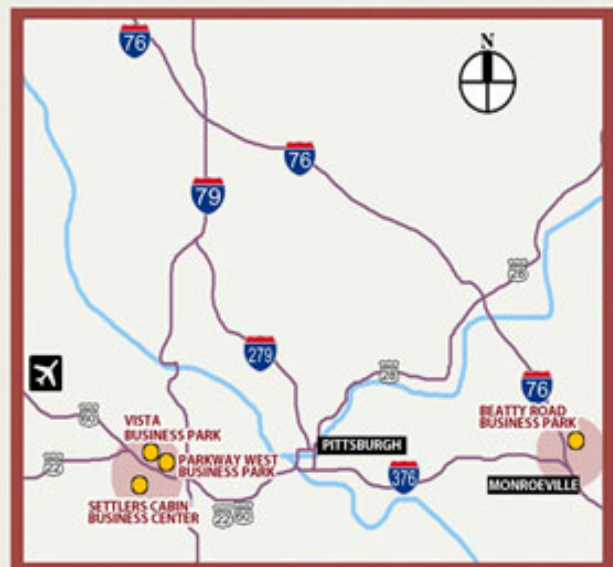 76
N
76
79
28
279
28
76
60
BEATTY ROAD
BUSINESS PARK
VISTA
BUSINESS PARK
PITTSBURGH
PARKWAY WEST
BUSINESS PARK
22
376
MONROEVILLE
SETTLERS CABIN
BUSINESS CENTER
22 60